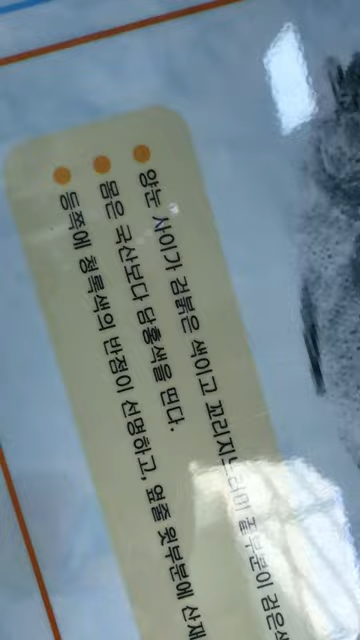 양눈 사이가 검붉은 색이고 꼬리지느러미 끝부분이 검은색
몸은 국산보다 담홍색을 띤다.
등쪽에 청록색의 반점이 선명하고, 옆줄 윗부분에 산재